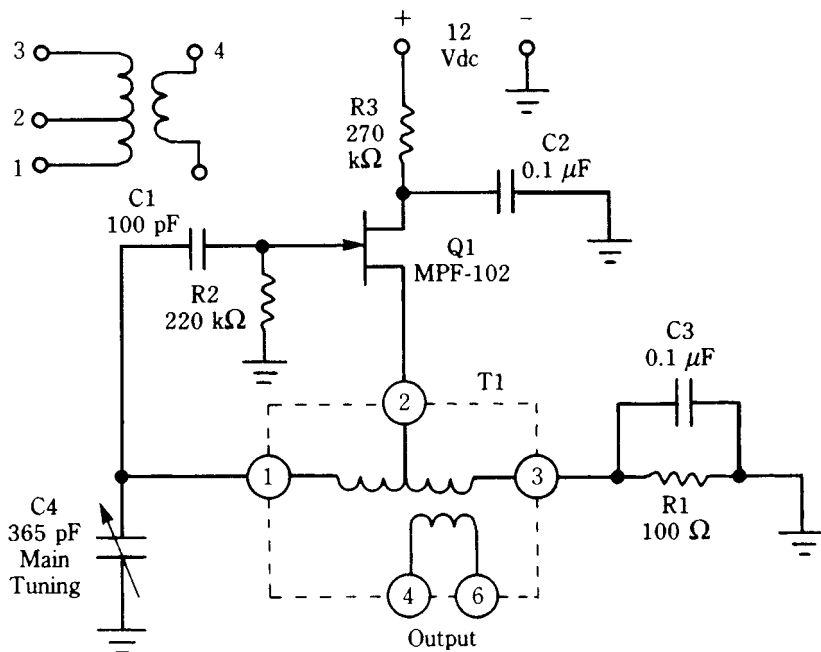 +
12
Vdc
-
3
4
2
1
R3
270
kΩ
C2
0.1 μF
C1
100 pF
Q1
MPF-102
R2
220 kΩ
C3
0.1 μF
T1
2
1
3
R1
100 Ω
C4
365 pF
Main
Tuning
4
6
Output